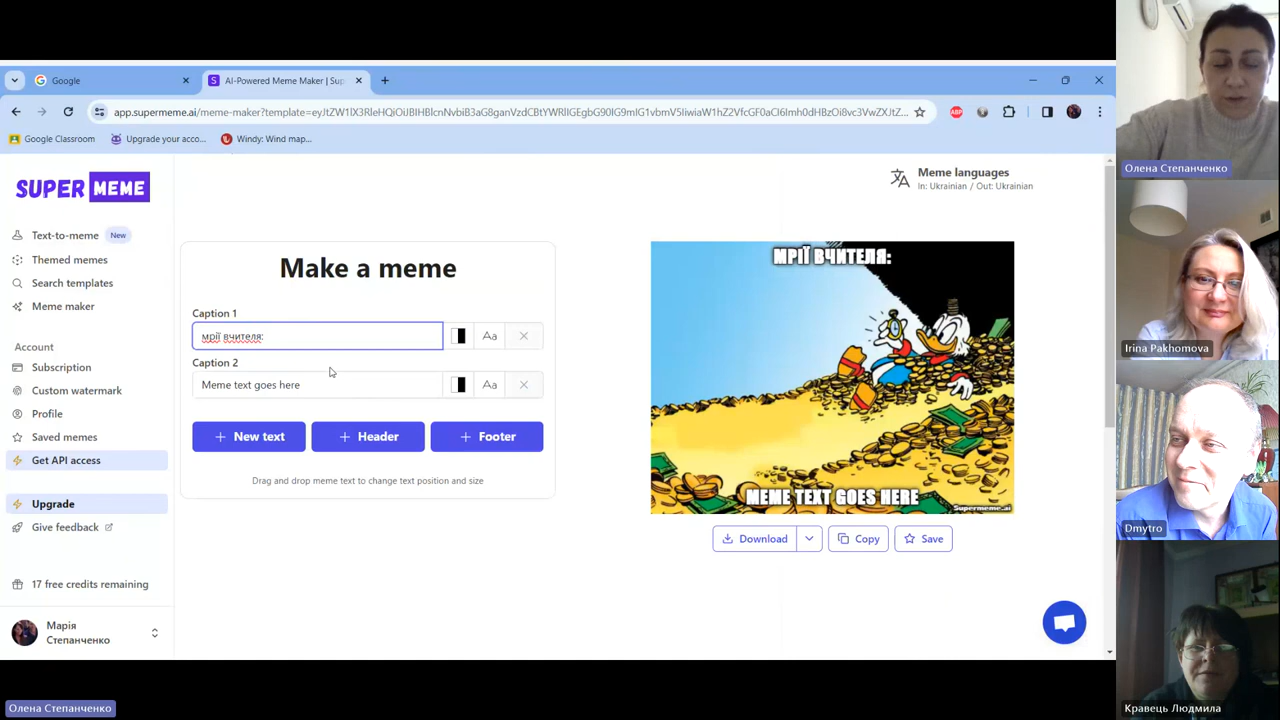 Google
AI-Powered Meme Maker | Sup
app.supermeme.ai/meme-maker?template=
Google Classroom
Upgrade your acco...
Windy: Wind map...
SUPER MEME
Meme languages
In: Ukrainian / Out: Ukrainian
Text-to-meme New
Themed memes
Search templates
Meme maker
Account
Subscription
Custom watermark
Profile
Saved memes
Get API access
Upgrade
Give feedback
17 free credits remaining
Марія
Степанченко
Make a meme
Caption 1
мрії вчителя:
Aa
Caption 2
Meme text goes here
Aa
+ New text
+ Header
+ Footer
Drag and drop meme text to change text position and size
МРІЇ ВЧИТЕЛЯ:
MEME TEXT GOES HERE
Supermeme.ai
Download
Copy
Save
Олена Степанченко
Irina Pakhomova
Dmytro
Кравець Людмила
Олена Степанченко